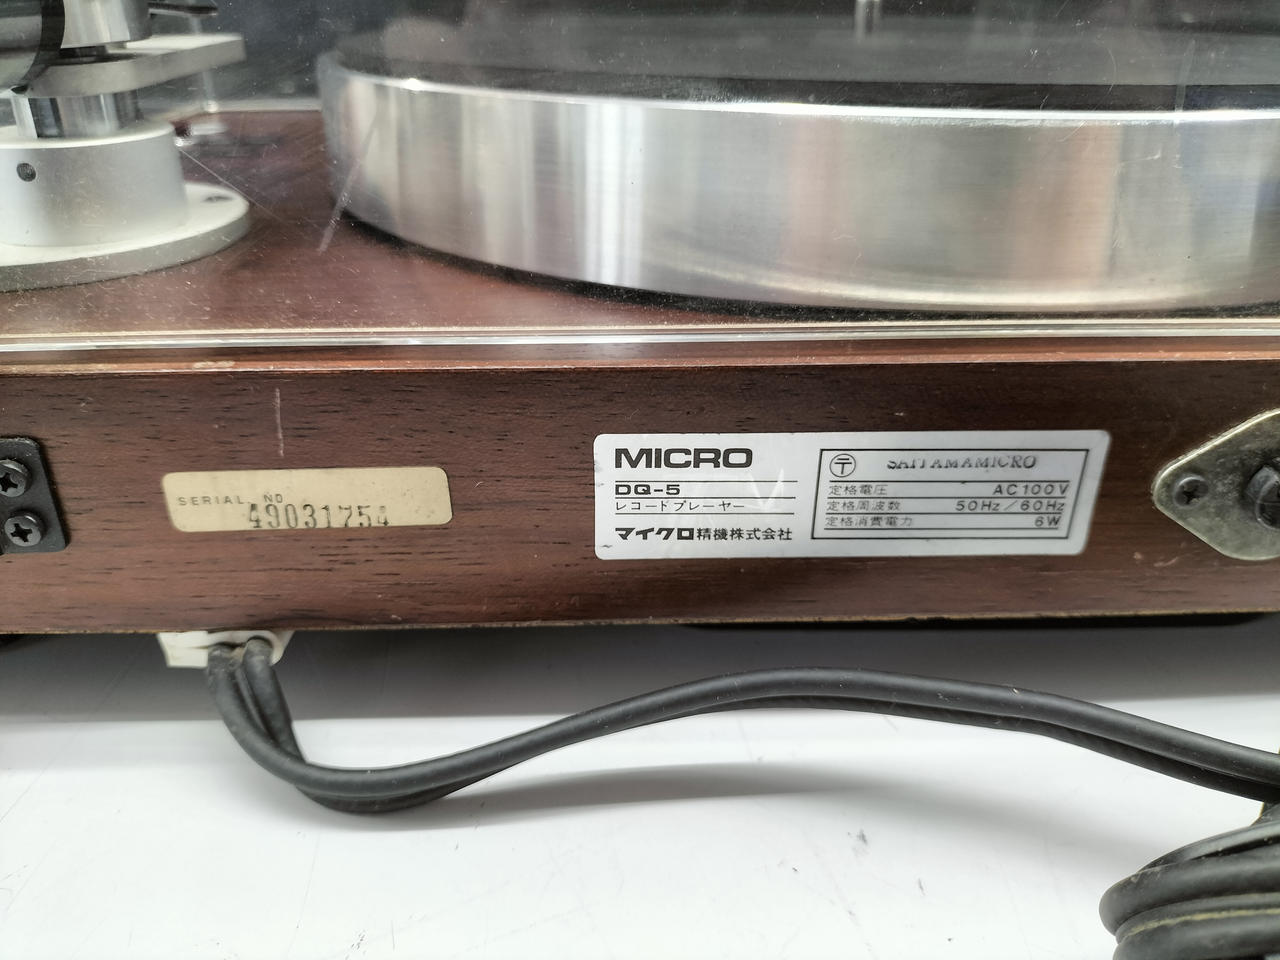 SERIAL NO
49031754
MICRO
DQ-5
レコードプレーヤー
マイクロ精機株式会社
〒 SAITAMAMICRO
定格電圧 AC100V
定格周波数 50Hz/60Hz
定格消費電力 6W